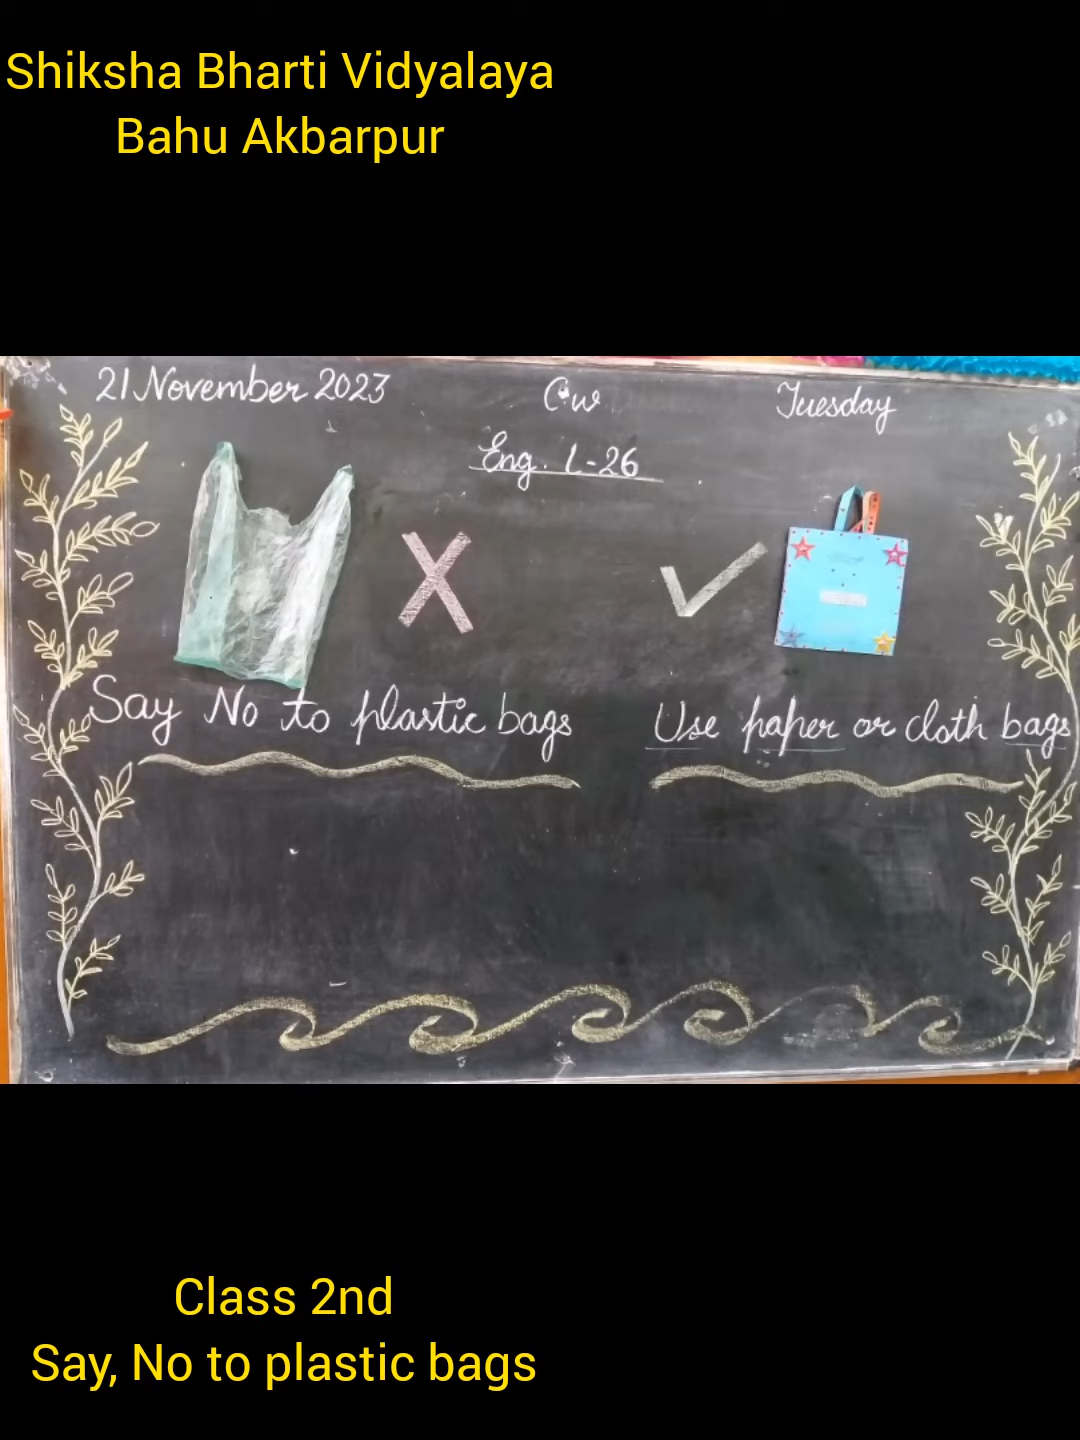 Shiksha Bharti Vidyalaya
Bahu Akbarpur
21 November 2023 C.w Tuesday
Eng. L-26
X
Say No to plastic bags Use paper or cloth bags
Class 2nd
Say, No to plastic bags